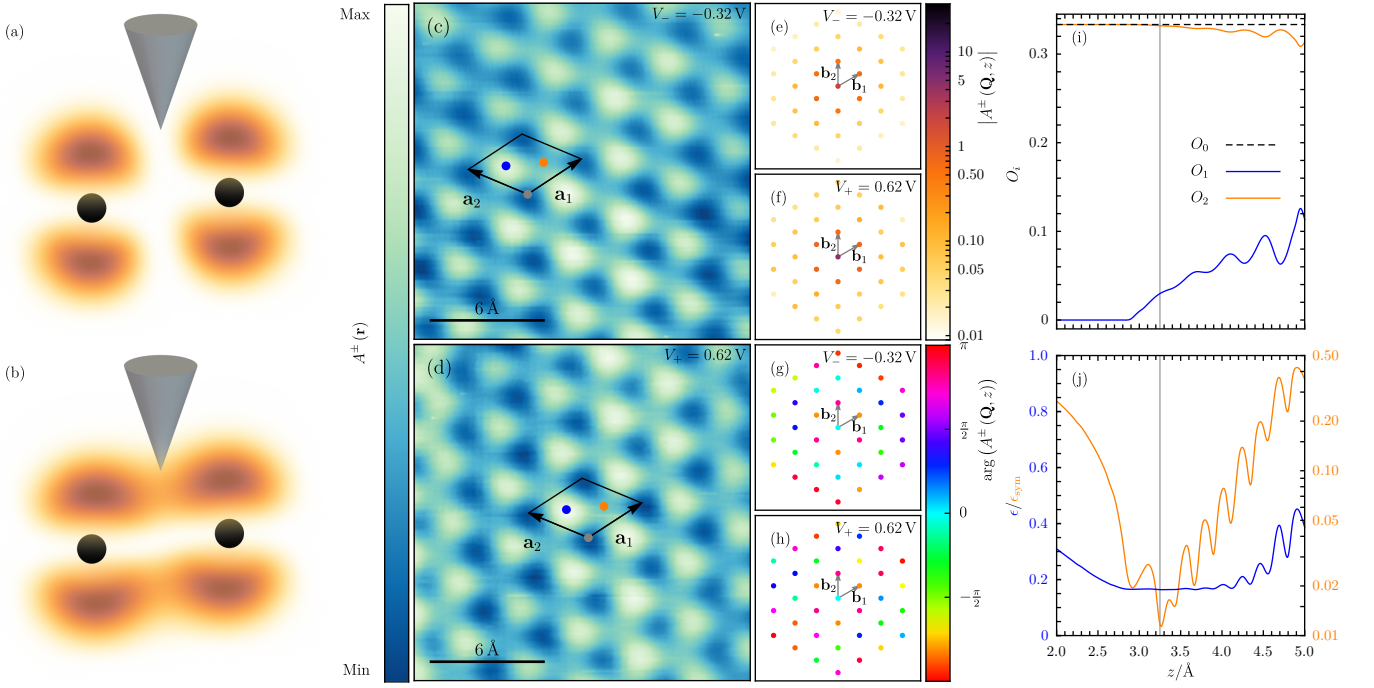 (a)
(b)
Max
A±(r)
Min
(c)
V− = −0.32 V
a2
a1
6 Å
(d)
V+ = 0.62 V
a2
a1
6 Å
(e)
V− = −0.32 V
b2
b1
(f)
V+ = 0.62 V
b2
b1
10
5
1
0.50
0.10
0.05
0.01
|A±(Q, z)|
(g)
V− = −0.32 V
b2
b1
(h)
V+ = 0.62 V
b2
b1
π
π/2
0
−π/2
arg (A±(Q, z))
(i)
0.3
0.2
0.1
0
Oi
O0
O1
O2
(j)
1.0
0.8
0.6
0.4
0.2
0
ϵ/ϵsym
0.50
0.20
0.10
0.05
0.02
0.01
2.0 2.5 3.0 3.5 4.0 4.5 5.0
z/Å